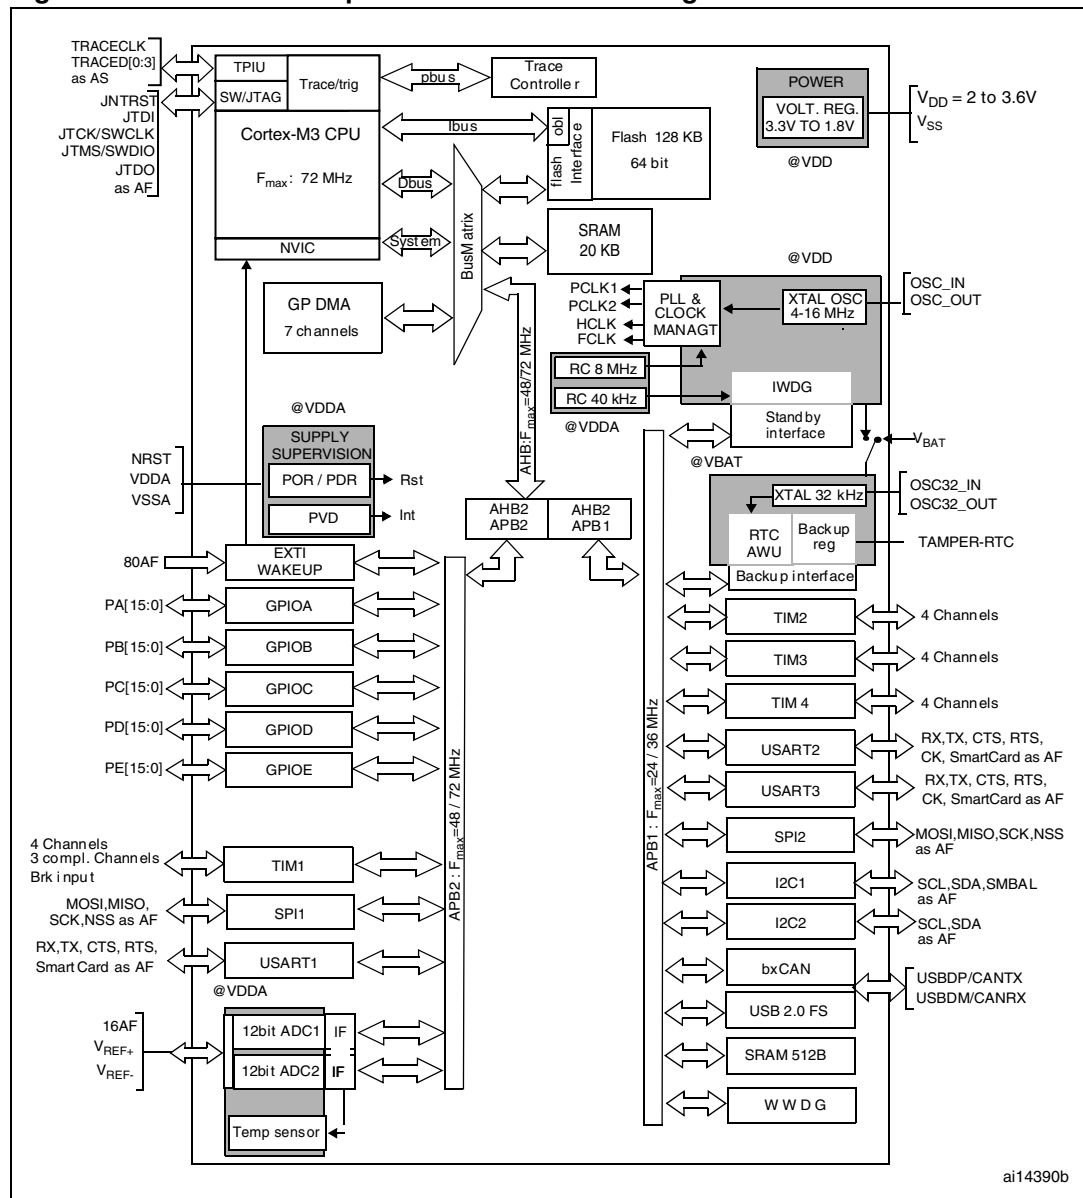 TRACECLK
TRACED[0:3]
as AS
TPIU
SW/JTAG
Trace/trig
pbus
Trace
Controller
POWER
VOLT. REG.
3.3V TO 1.8V
@VDD
VDD = 2 to 3.6V
VSS
JNTRST
JTDI
JTCK/SWCLK
JTMS/SWDIO
JTDO
as AF
Cortex-M3 CPU
Fmax: 72 MHz
NVIC
Ibus
Dbus
System
BusMatrix
obl
flash
Interface
Flash 128 KB
64 bit
SRAM
20 KB
GP DMA
7 channels
@VDD
PCLK1
PCLK2
HCLK
FCLK
PLL &
CLOCK
MANAGT
XTAL OSC
4-16 MHz
OSC_IN
OSC_OUT
RC 8 MHz
RC 40 kHz
@VDDA
IWDG
Standby
interface
VBAT
@VBAT
AHB:Fmax=48/72 MHz
@VDDA
SUPPLY
SUPERVISION
POR / PDR
Rst
PVD
Int
NRST
VDDA
VSSA
XTAL 32 kHz
OSC32_IN
OSC32_OUT
RTC
AWU
Backup
reg
TAMPER-RTC
Backup interface
AHB2
APB2
AHB2
APB1
80AF
EXTI
WAKEUP
PA[15:0]
GPIOA
PB[15:0]
GPIOB
PC[15:0]
GPIOC
PD[15:0]
GPIOD
PE[15:0]
GPIOE
APB2 : Fmax=48 / 72 MHz
APB1 : Fmax=24 / 36 MHz
TIM2
4 Channels
TIM3
4 Channels
TIM 4
4 Channels
USART2
RX,TX, CTS, RTS,
CK, SmartCard as AF
USART3
RX,TX, CTS, RTS,
CK, SmartCard as AF
SPI2
MOSI,MISO,SCK,NSS
as AF
I2C1
SCL,SDA,SMBAL
as AF
I2C2
SCL,SDA
as AF
bxCAN
USBDP/CANTX
USBDM/CANRX
USB 2.0 FS
SRAM 512B
WWDG
4 Channels
3 compl. Channels
Brk input
TIM1
MOSI,MISO,
SCK,NSS as AF
SPI1
RX,TX, CTS, RTS,
SmartCard as AF
USART1
@VDDA
16AF
VREF+
VREF-
12bit ADC1
IF
12bit ADC2
IF
Temp sensor
ai14390b